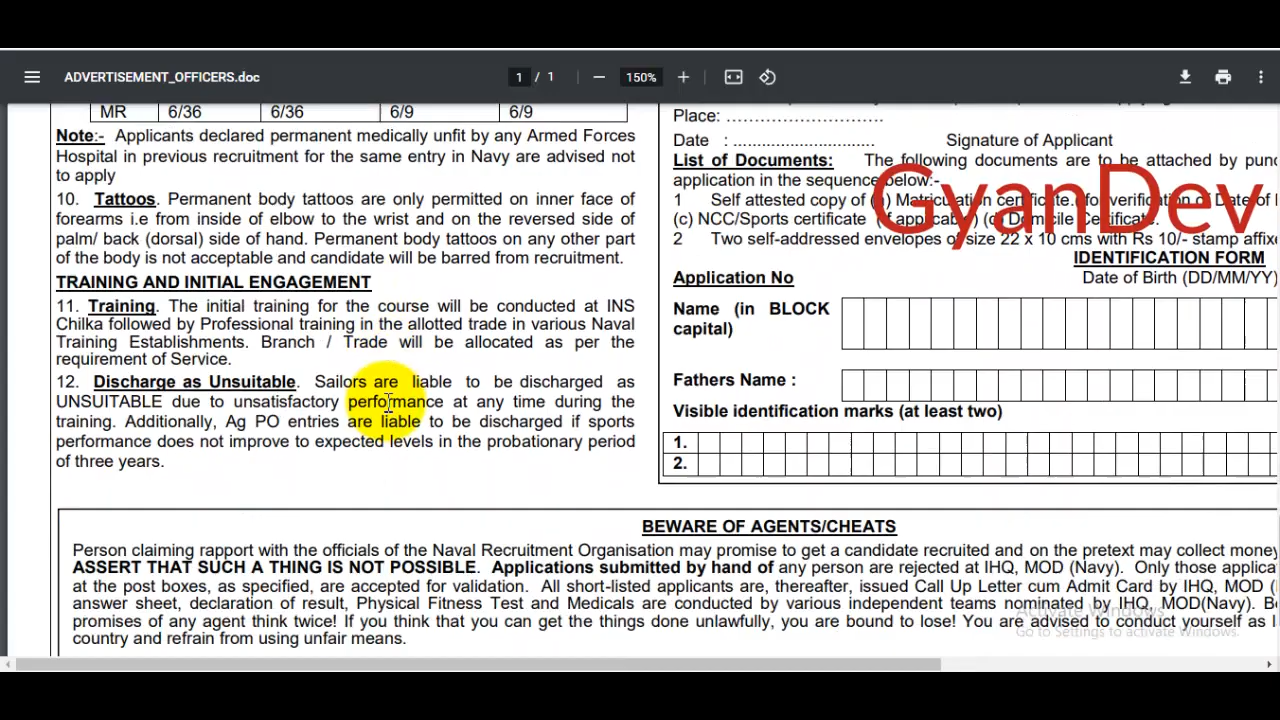 ADVERTISEMENT_OFFICERS.doc
1 / 1
150%
MR 6/36 6/36 6/9 6/9
Note:- Applicants declared permanent medically unfit by any Armed Forces
Hospital in previous recruitment for the same entry in Navy are advised not
to apply
10. Tattoos. Permanent body tattoos are only permitted on inner face of
forearms i.e from inside of elbow to the wrist and on the reversed side of
palm/ back (dorsal) side of hand. Permanent body tattoos on any other part
of the body is not acceptable and candidate will be barred from recruitment.
TRAINING AND INITIAL ENGAGEMENT
11. Training. The initial training for the course will be conducted at INS
Chilka followed by Professional training in the allotted trade in various Naval
Training Establishments. Branch / Trade will be allocated as per the
requirement of Service.
12. Discharge as Unsuitable. Sailors are liable to be discharged as
UNSUITABLE due to unsatisfactory performance at any time during the
training. Additionally, Ag PO entries are liable to be discharged if sports
performance does not improve to expected levels in the probationary period
of three years.
Place: ………………………
Date : ...............................
Signature of Applicant
List of Documents: The following documents are to be attached by punc
application in the sequence below:-
1 Self attested copy of (a) Matriculation certificate. (for verification of Date of
(c) NCC/Sports certificate (if applicable) (d) Domicile Certificate.
2 Two self-addressed envelopes of size 22 x 10 cms with Rs 10/- stamp affixe
GyanDev
IDENTIFICATION FORM
Application No
Date of Birth (DD/MM/YY)
Name (in BLOCK
capital)
Fathers Name :
Visible identification marks (at least two)
1.
2.
BEWARE OF AGENTS/CHEATS
Person claiming rapport with the officials of the Naval Recruitment Organisation may promise to get a candidate recruited and on the pretext may collect money
ASSERT THAT SUCH A THING IS NOT POSSIBLE. Applications submitted by hand of any person are rejected at IHQ, MOD (Navy). Only those applica
at the post boxes, as specified, are accepted for validation. All short-listed applicants are, thereafter, issued Call Up Letter cum Admit Card by IHQ, MOD (
answer sheet, declaration of result, Physical Fitness Test and Medicals are conducted by various independent teams nominated by IHQ, MOD(Navy). Be
promises of any agent think twice! If you think that you can get the things done unlawfully, you are bound to lose! You are advised to conduct yourself as
country and refrain from using unfair means.
Activate Windows
Go to Settings to activate Windows.